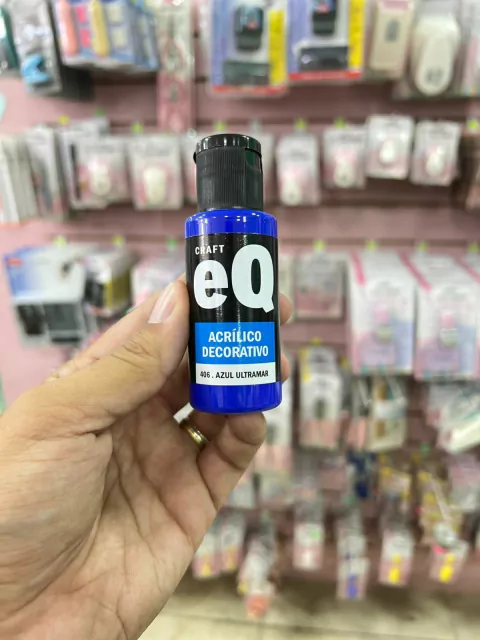 CRAFT
eQ
ACRÍLICO
DECORATIVO
406 . AZUL ULTRAMAR